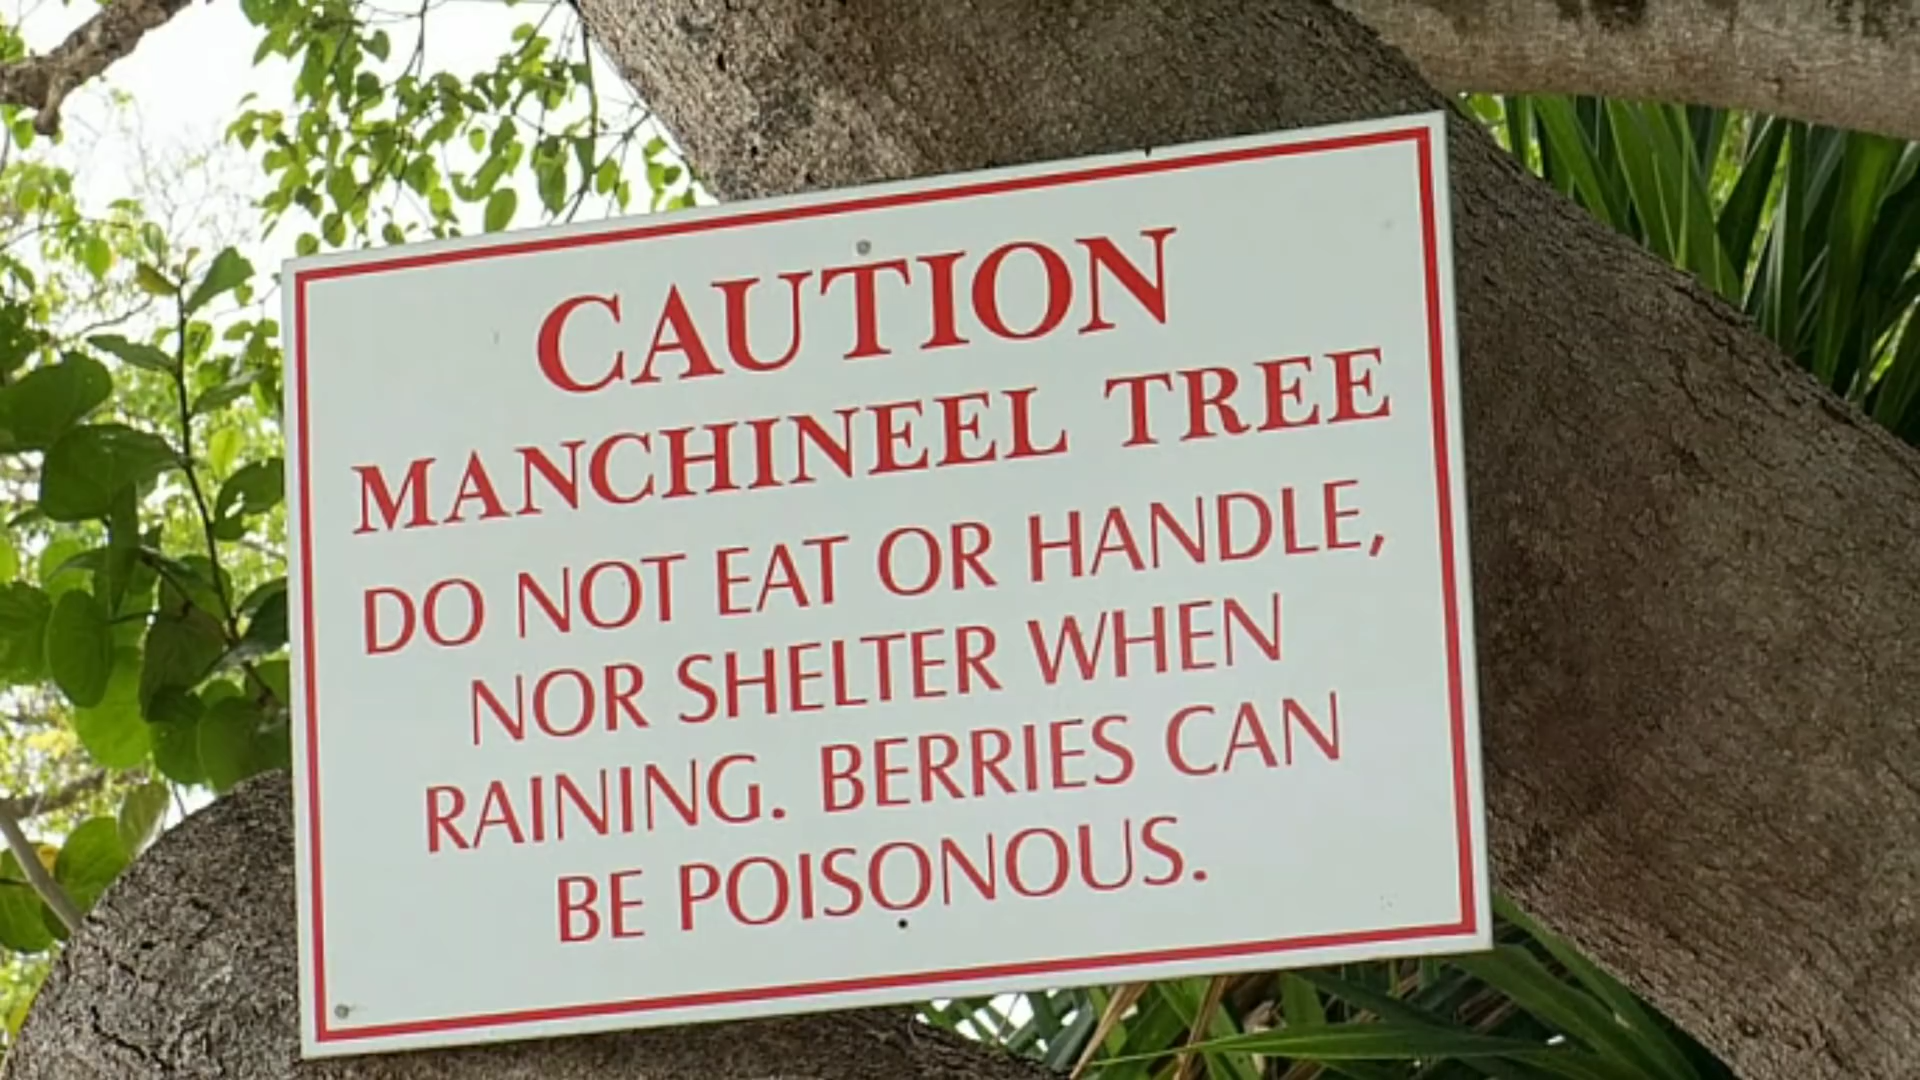 CAUTION
MANCHINEEL TREE
DO NOT EAT OR HANDLE,
NOR SHELTER WHEN
RAINING. BERRIES CAN
BE POISONOUS.